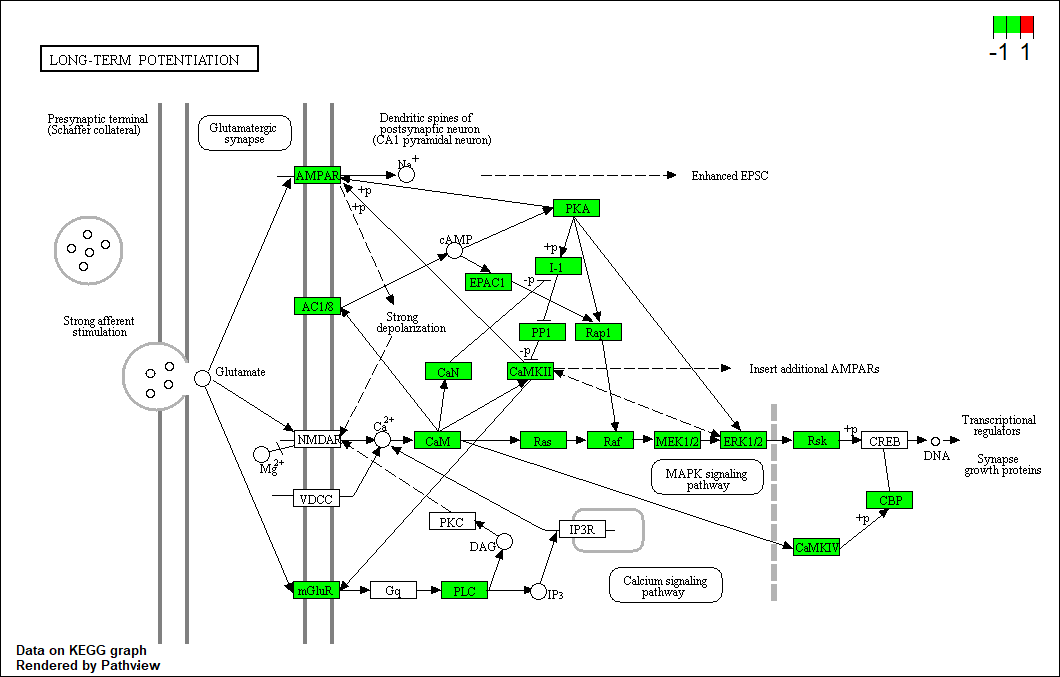 -1 1
LONG-TERM POTENTIATION
Presynaptic terminal
(Schaffer collateral)
Glutamatergic
synapse
Dendritic spines of
postsynaptic neuron
(CA1 pyramidal neuron)
Na+
AMPAR
+p
+p
Enhanced EPSC
PKA
cAMP
+p
I-1
EPAC1
-p
AC1/8
Strong
depolarization
Strong afferent
stimulation
PP1
Rap1
-p
CaN
CaMKII
Insert additional AMPARs
Glutamate
Ca2+
NMDAR
CaM
Ras
Raf
MEK1/2
ERK1/2
Rsk
+p
CREB
DNA
Transcriptional
regulators
Synapse
growth proteins
Mg2+
MAPK signaling
pathway
VDCC
CBP
+p
PKC
IP3R
DAG
CaMKIV
mGluR
Gq
PLC
IP3
Calcium signaling
pathway
Data on KEGG graph
Rendered by Pathview